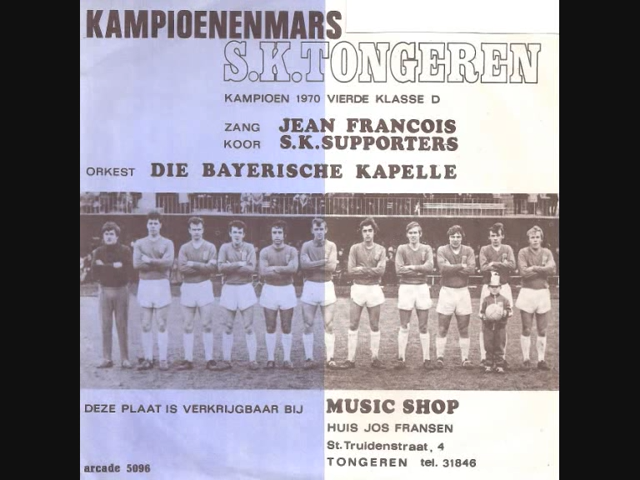 KAMPIOENENMARS
S.K.TONGEREN
KAMPIOEN 1970 VIERDE KLASSE D
ZANG JEAN FRANCOIS
KOOR S.K.SUPPORTERS
ORKEST DIE BAYERISCHE KAPELLE
DEZE PLAAT IS VERKRIJGBAAR BIJ MUSIC SHOP
HUIS JOS FRANSEN
St.Truidenstraat, 4
arcade 5096 TONGEREN tel. 31846